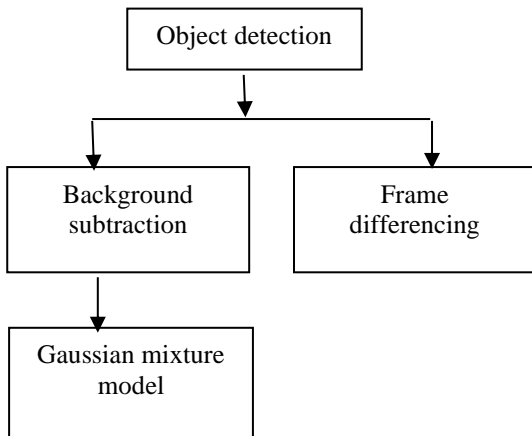 Object detection
Background
subtraction
Frame
differencing
Gaussian mixture
model